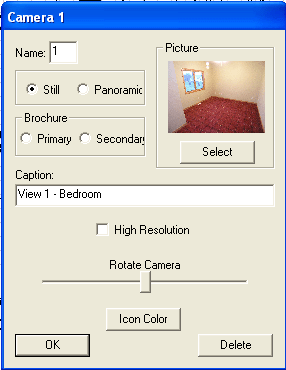 Camera 1
Name: 1
Picture
Still Panoramic
Brochure
Primary Secondary
Select
Caption:
View 1 - Bedroom
High Resolution
Rotate Camera
Icon Color
OK Delete